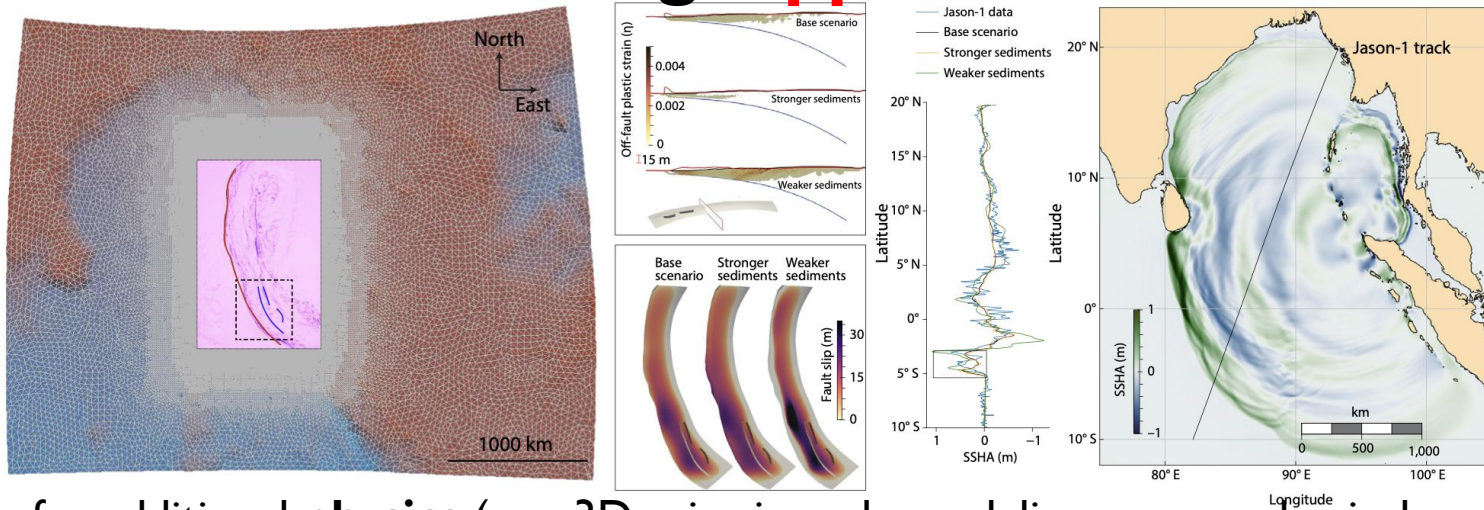 North
East
1000 km
Off-fault plastic strain (η)
0.004
0.002
0
15 m
Base scenario
Stronger sediments
Weaker sediments
Base
scenario
Stronger
sediments
Weaker
sediments
Fault slip (m)
30
15
0
Jason-1 data
Base scenario
Stronger sediments
Weaker sediments
Latitude
20° N
15° N
10° N
5° N
0°
5° S
10° S
1 0 −1
SSHA (m)
Jason-1 track
Latitude
20° N
10° N
0°
10° S
SSHA (m)
1
0
−1
km
0 500 1,000
80° E 90° E 100° E
Longitude